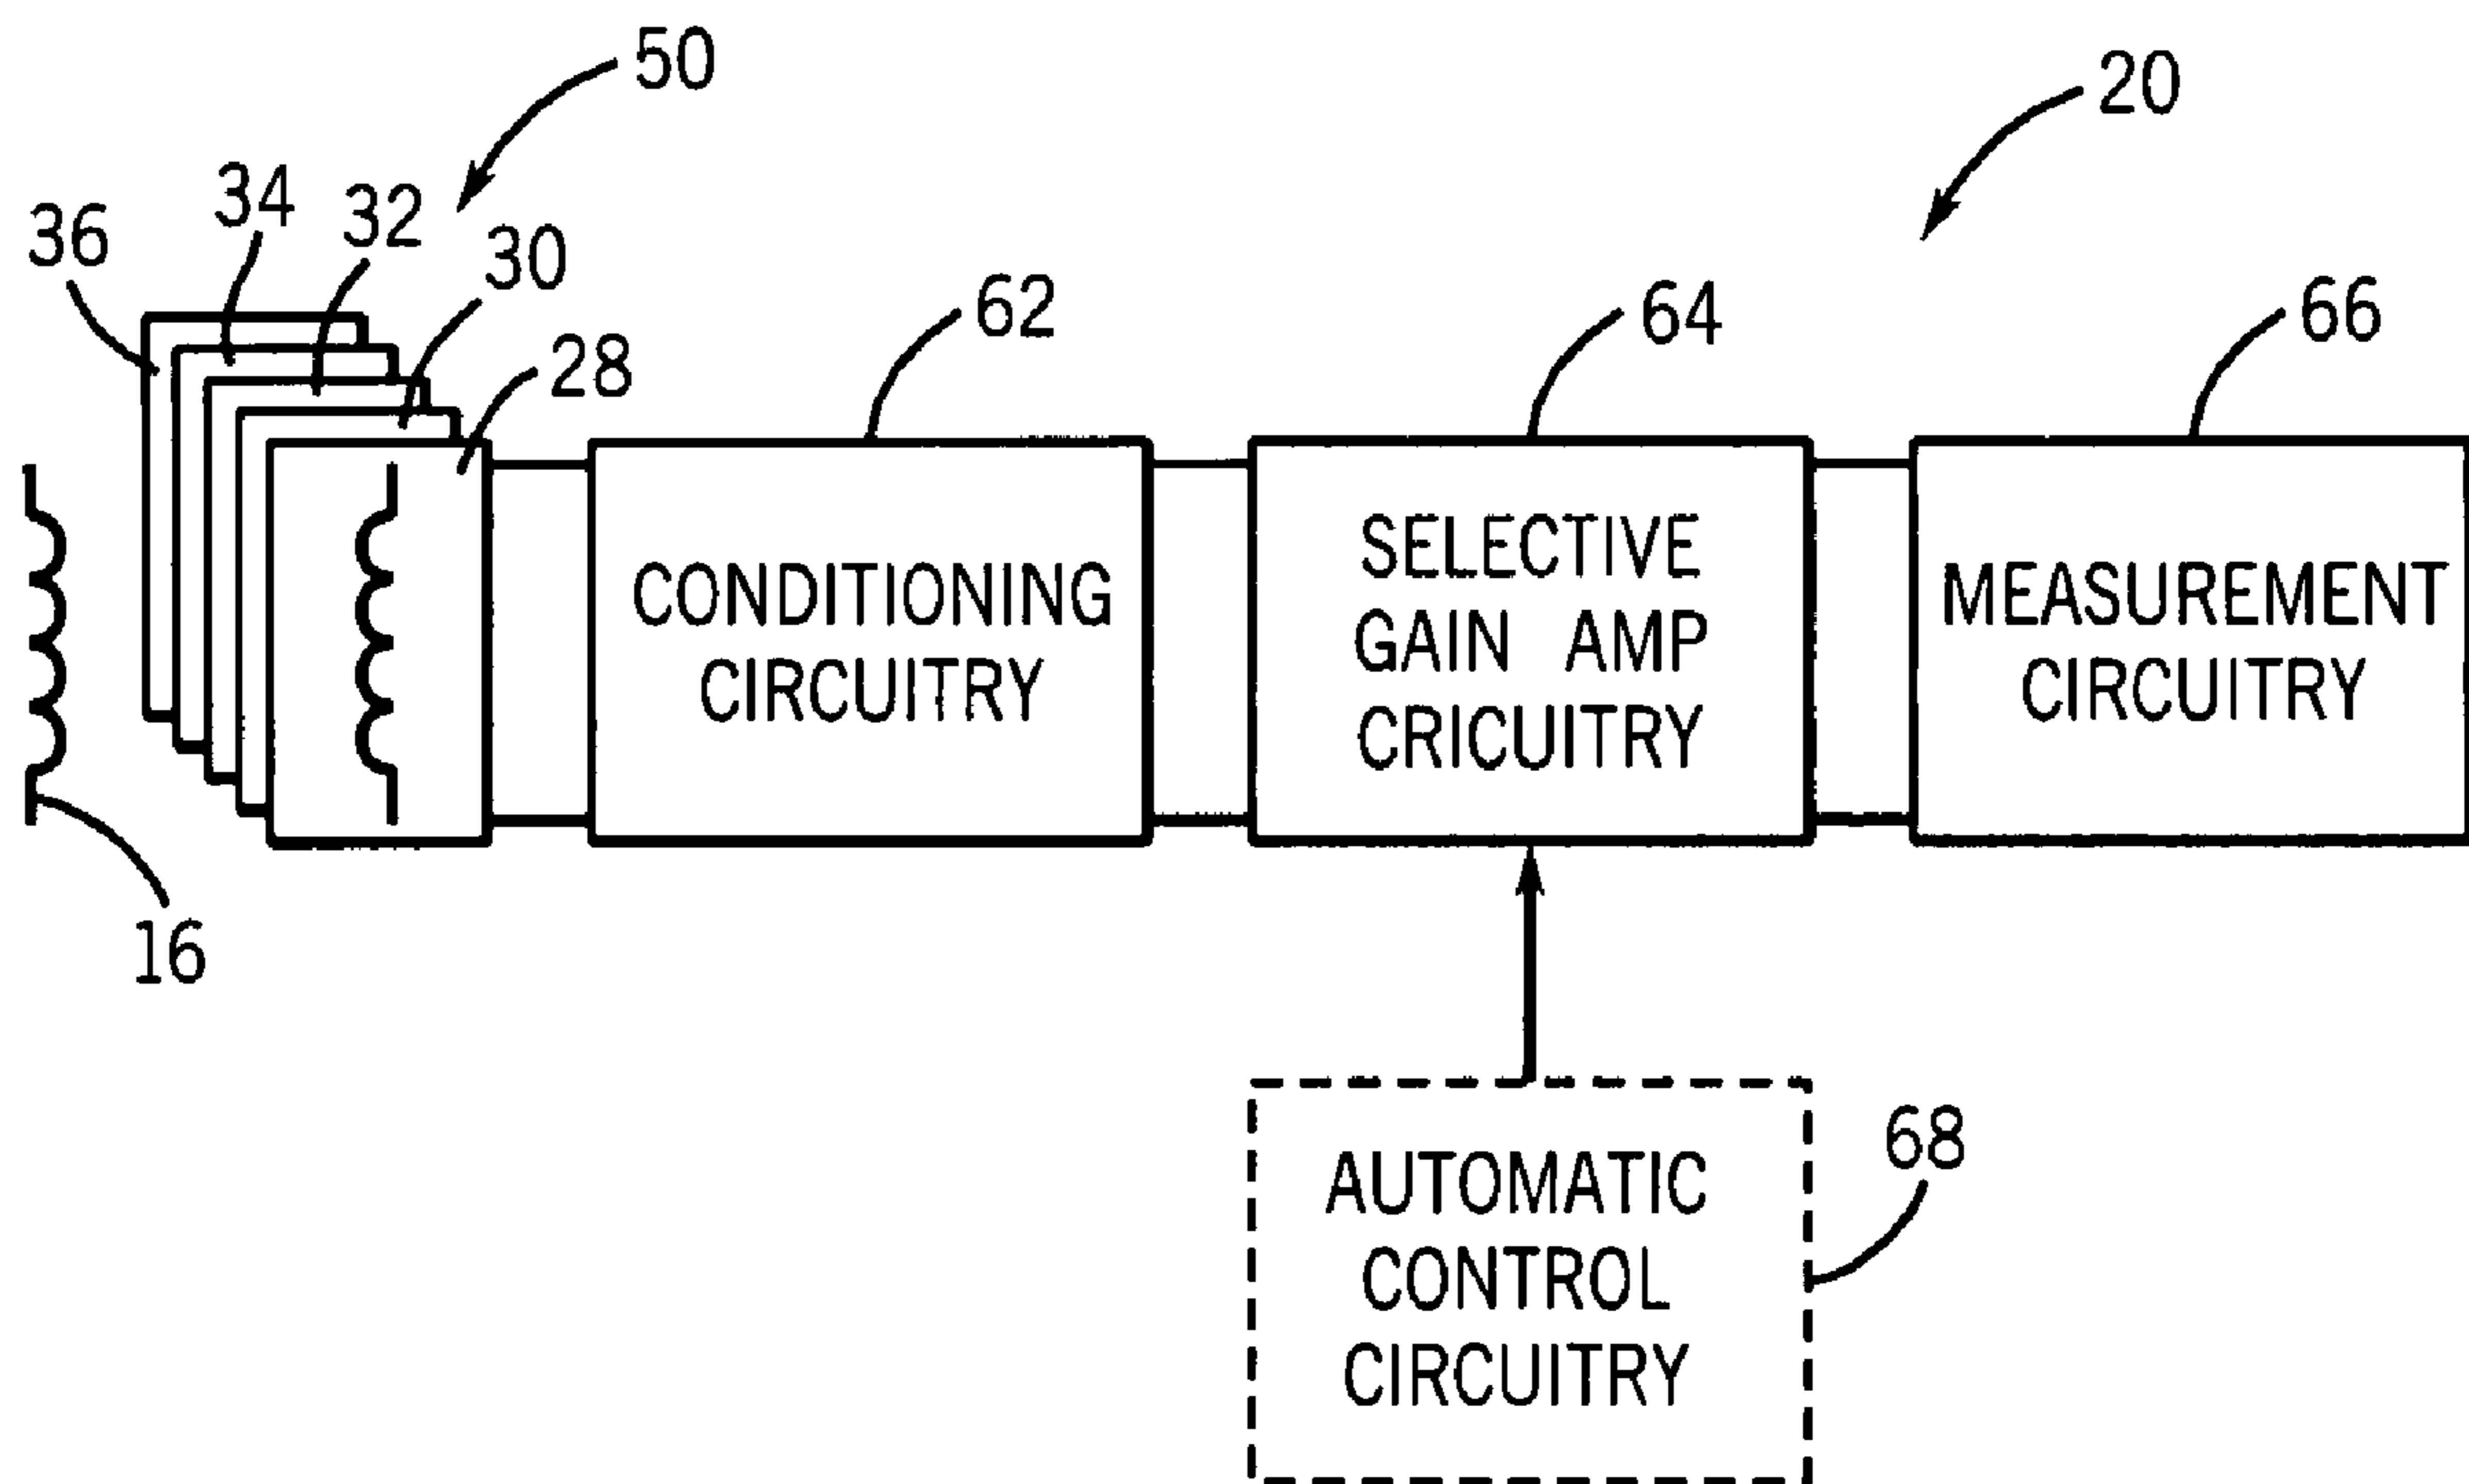 50
20
34
32
36
30
62
64
66
28
CONDITIONING
CIRCUITRY
SELECTIVE
GAIN AMP
CRICUITRY
MEASUREMENT
CIRCUITRY
16
68
AUTOMATIC
CONTROL
CIRCUITRY